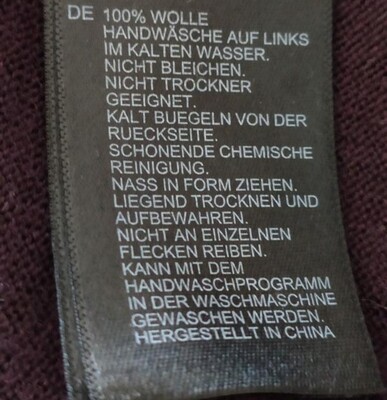 DE 100% WOLLE
HANDWÄSCHE AUF LINKS
IM KALTEN WASSER.
NICHT BLEICHEN.
NICHT TROCKNER
GEEIGNET.
KALT BUEGELN VON DER
RUECKSEITE.
SCHONENDE CHEMISCHE
REINIGUNG.
NASS IN FORM ZIEHEN.
LIEGEND TROCKNEN UND
AUFBEWAHREN.
NICHT AN EINZELNEN
FLECKEN REIBEN.
KANN MIT DEM
HANDWASCHPROGRAMM
IN DER WASCHMASCHINE
GEWASCHEN WERDEN.
HERGESTELLT IN CHINA